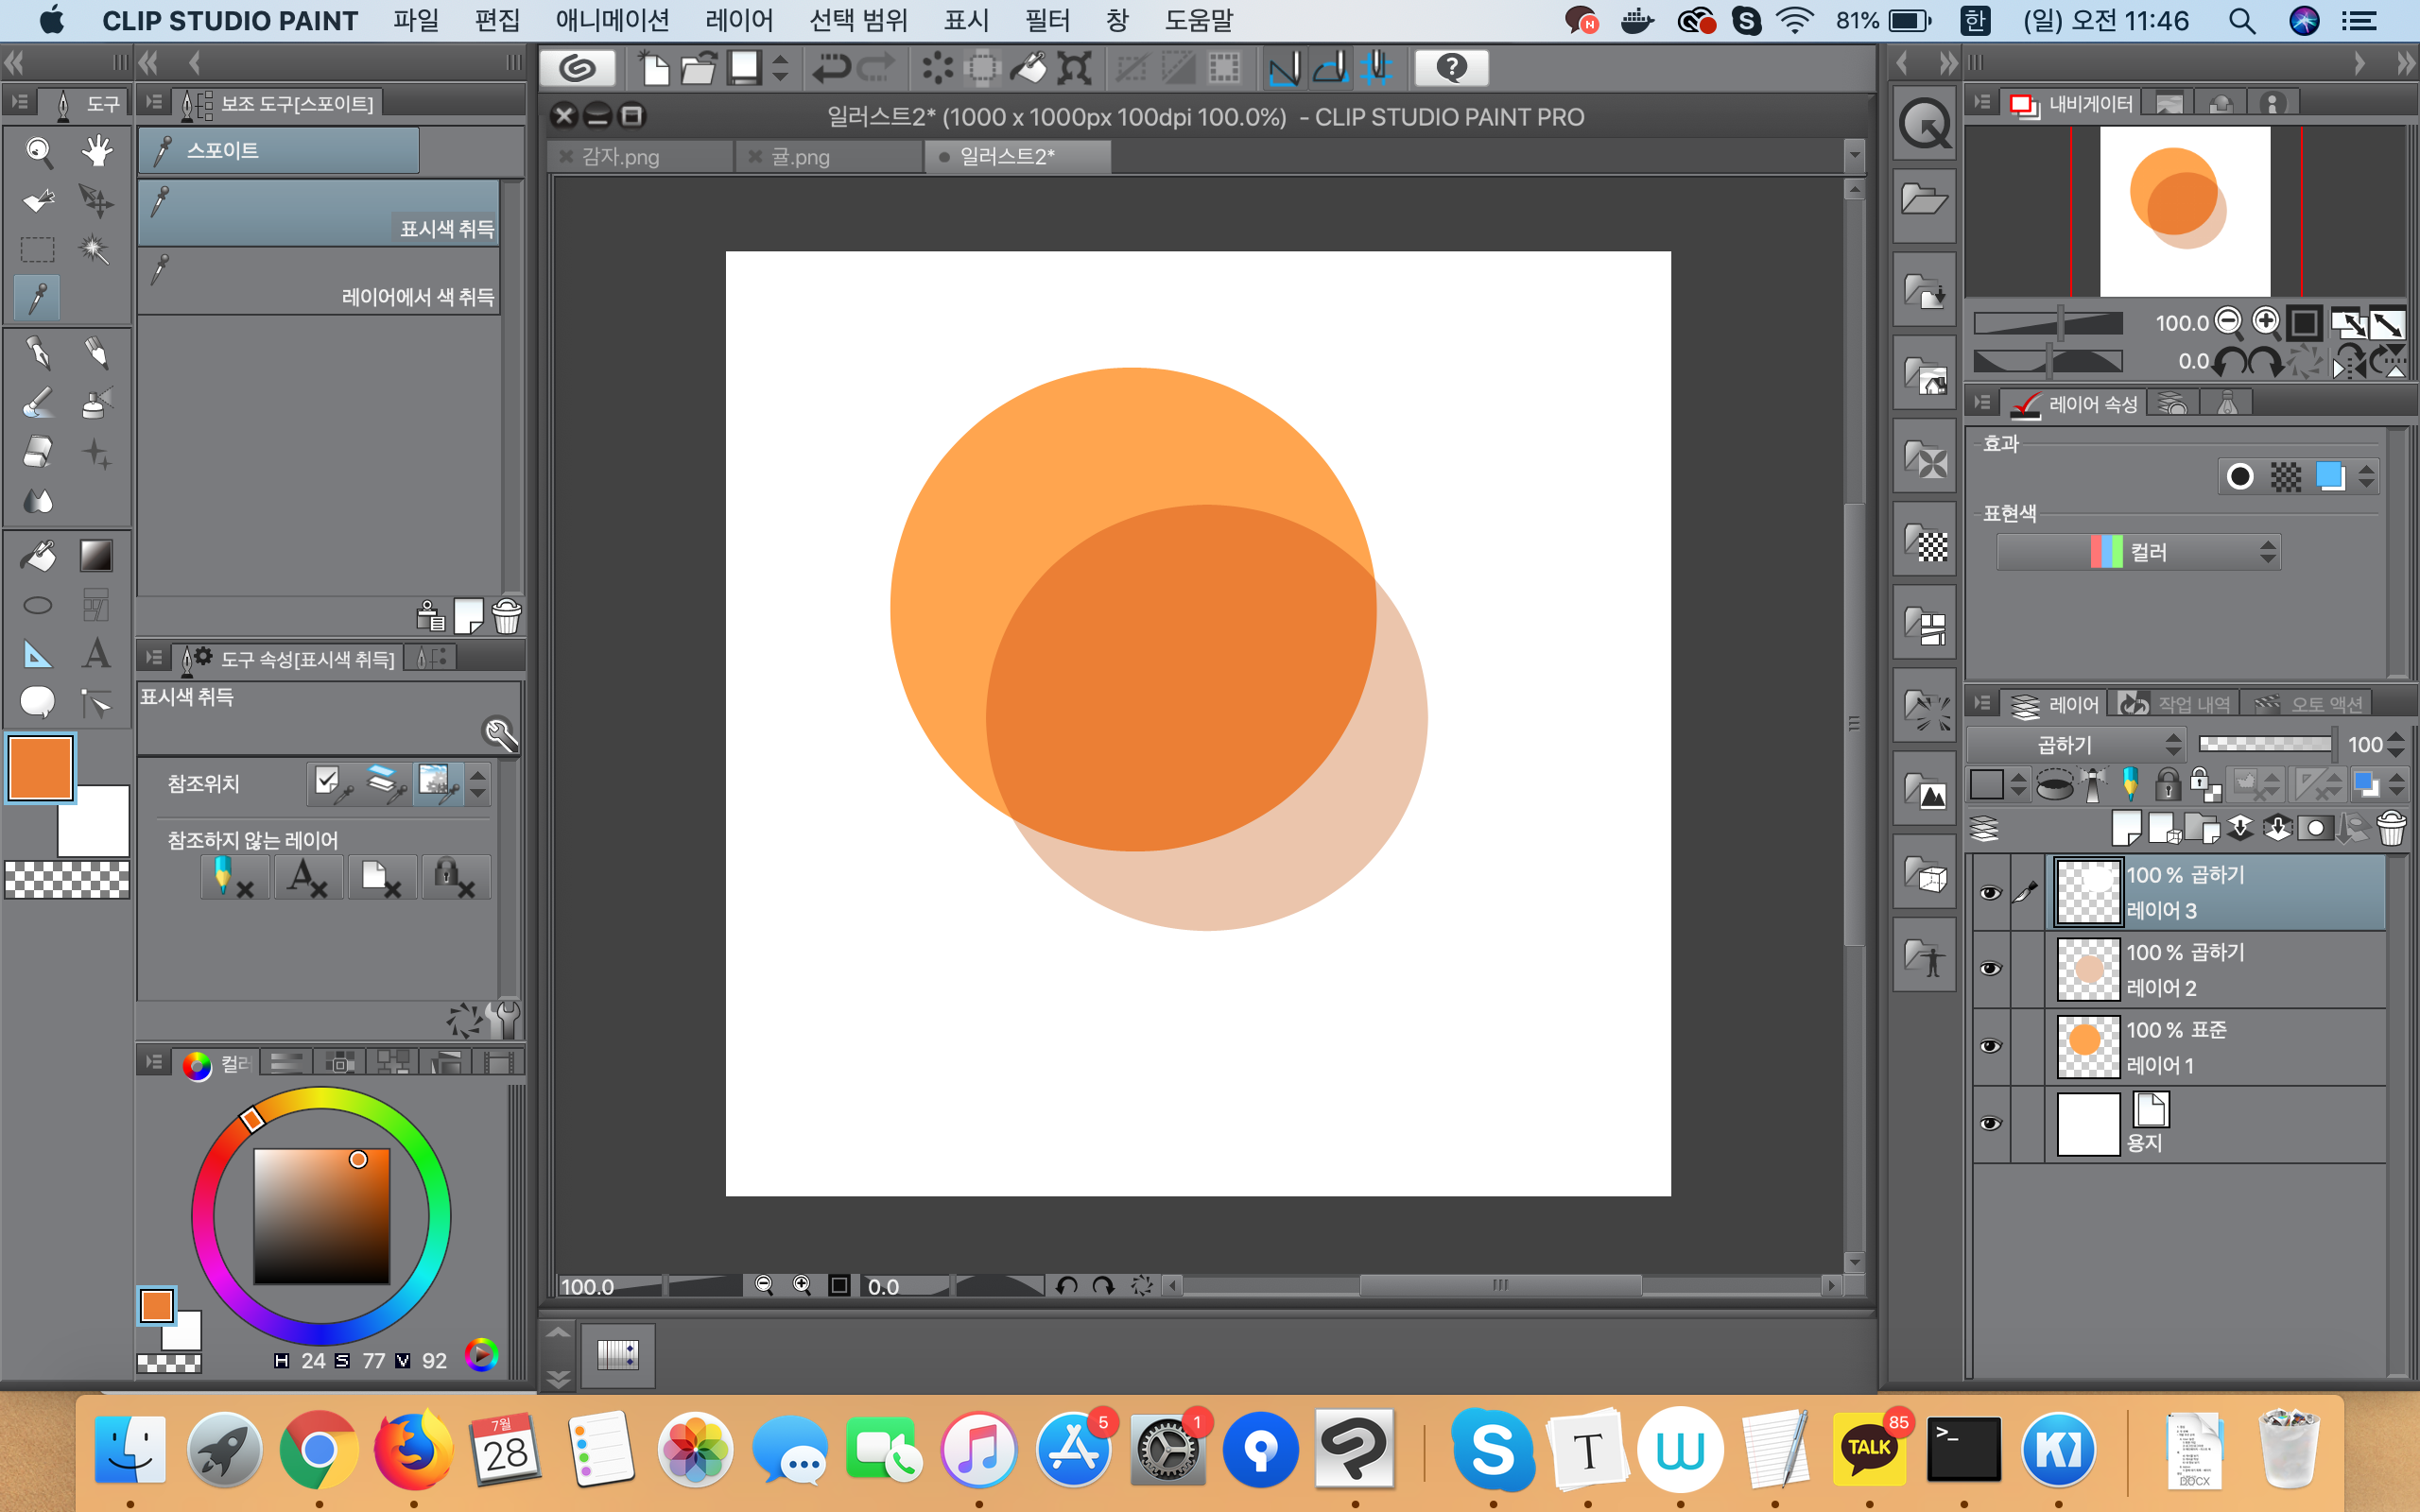 CLIP STUDIO PAINT 파일 편집 애니메이션 레이어 선택 범위 표시 필터 창 도움말 81% 한 (일) 오전 11:46
도구
보조 도구[스포이트]
스포이트
표시색 취득
레이어에서 색 취득
도구 속성[표시색 취득]
표시색 취득
참조위치
참조하지 않는 레이어
컬러
H 24 S 77 V 92
일러스트2* (1000 x 1000px 100dpi 100.0%) - CLIP STUDIO PAINT PRO
감자.png
귤.png
일러스트2*
100.0
0.0
내비게이터
100.0
0.0
레이어 속성
효과
표현색
컬러
레이어
작업 내역
오토 액션
곱하기
100
100 % 곱하기
레이어 3
100 % 곱하기
레이어 2
100 % 표준
레이어 1
용지
7월
28
5
1
S
T
W
TALK
85
>_
DOCX